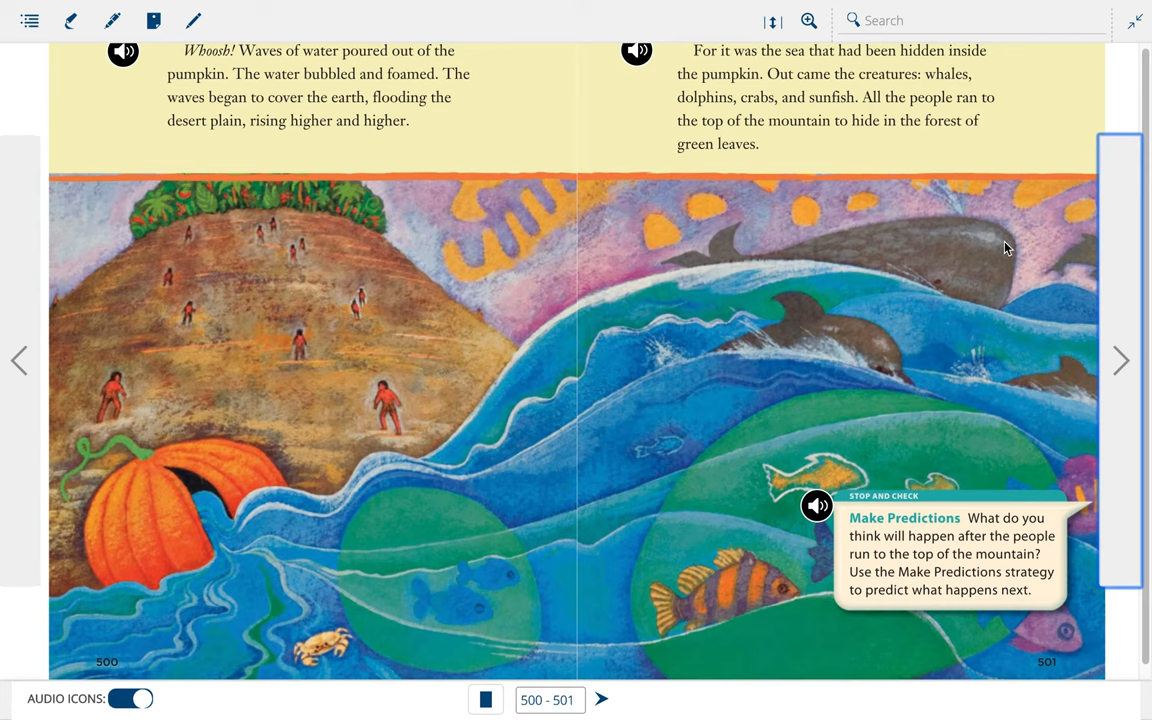 Search
Whoosh! Waves of water poured out of the
pumpkin. The water bubbled and foamed. The
waves began to cover the earth, flooding the
desert plain, rising higher and higher.
For it was the sea that had been hidden inside
the pumpkin. Out came the creatures: whales,
dolphins, crabs, and sunfish. All the people ran to
the top of the mountain to hide in the forest of
green leaves.
STOP AND CHECK
Make Predictions What do you
think will happen after the people
run to the top of the mountain?
Use the Make Predictions strategy
to predict what happens next.
500
501
AUDIO ICONS:
500 - 501